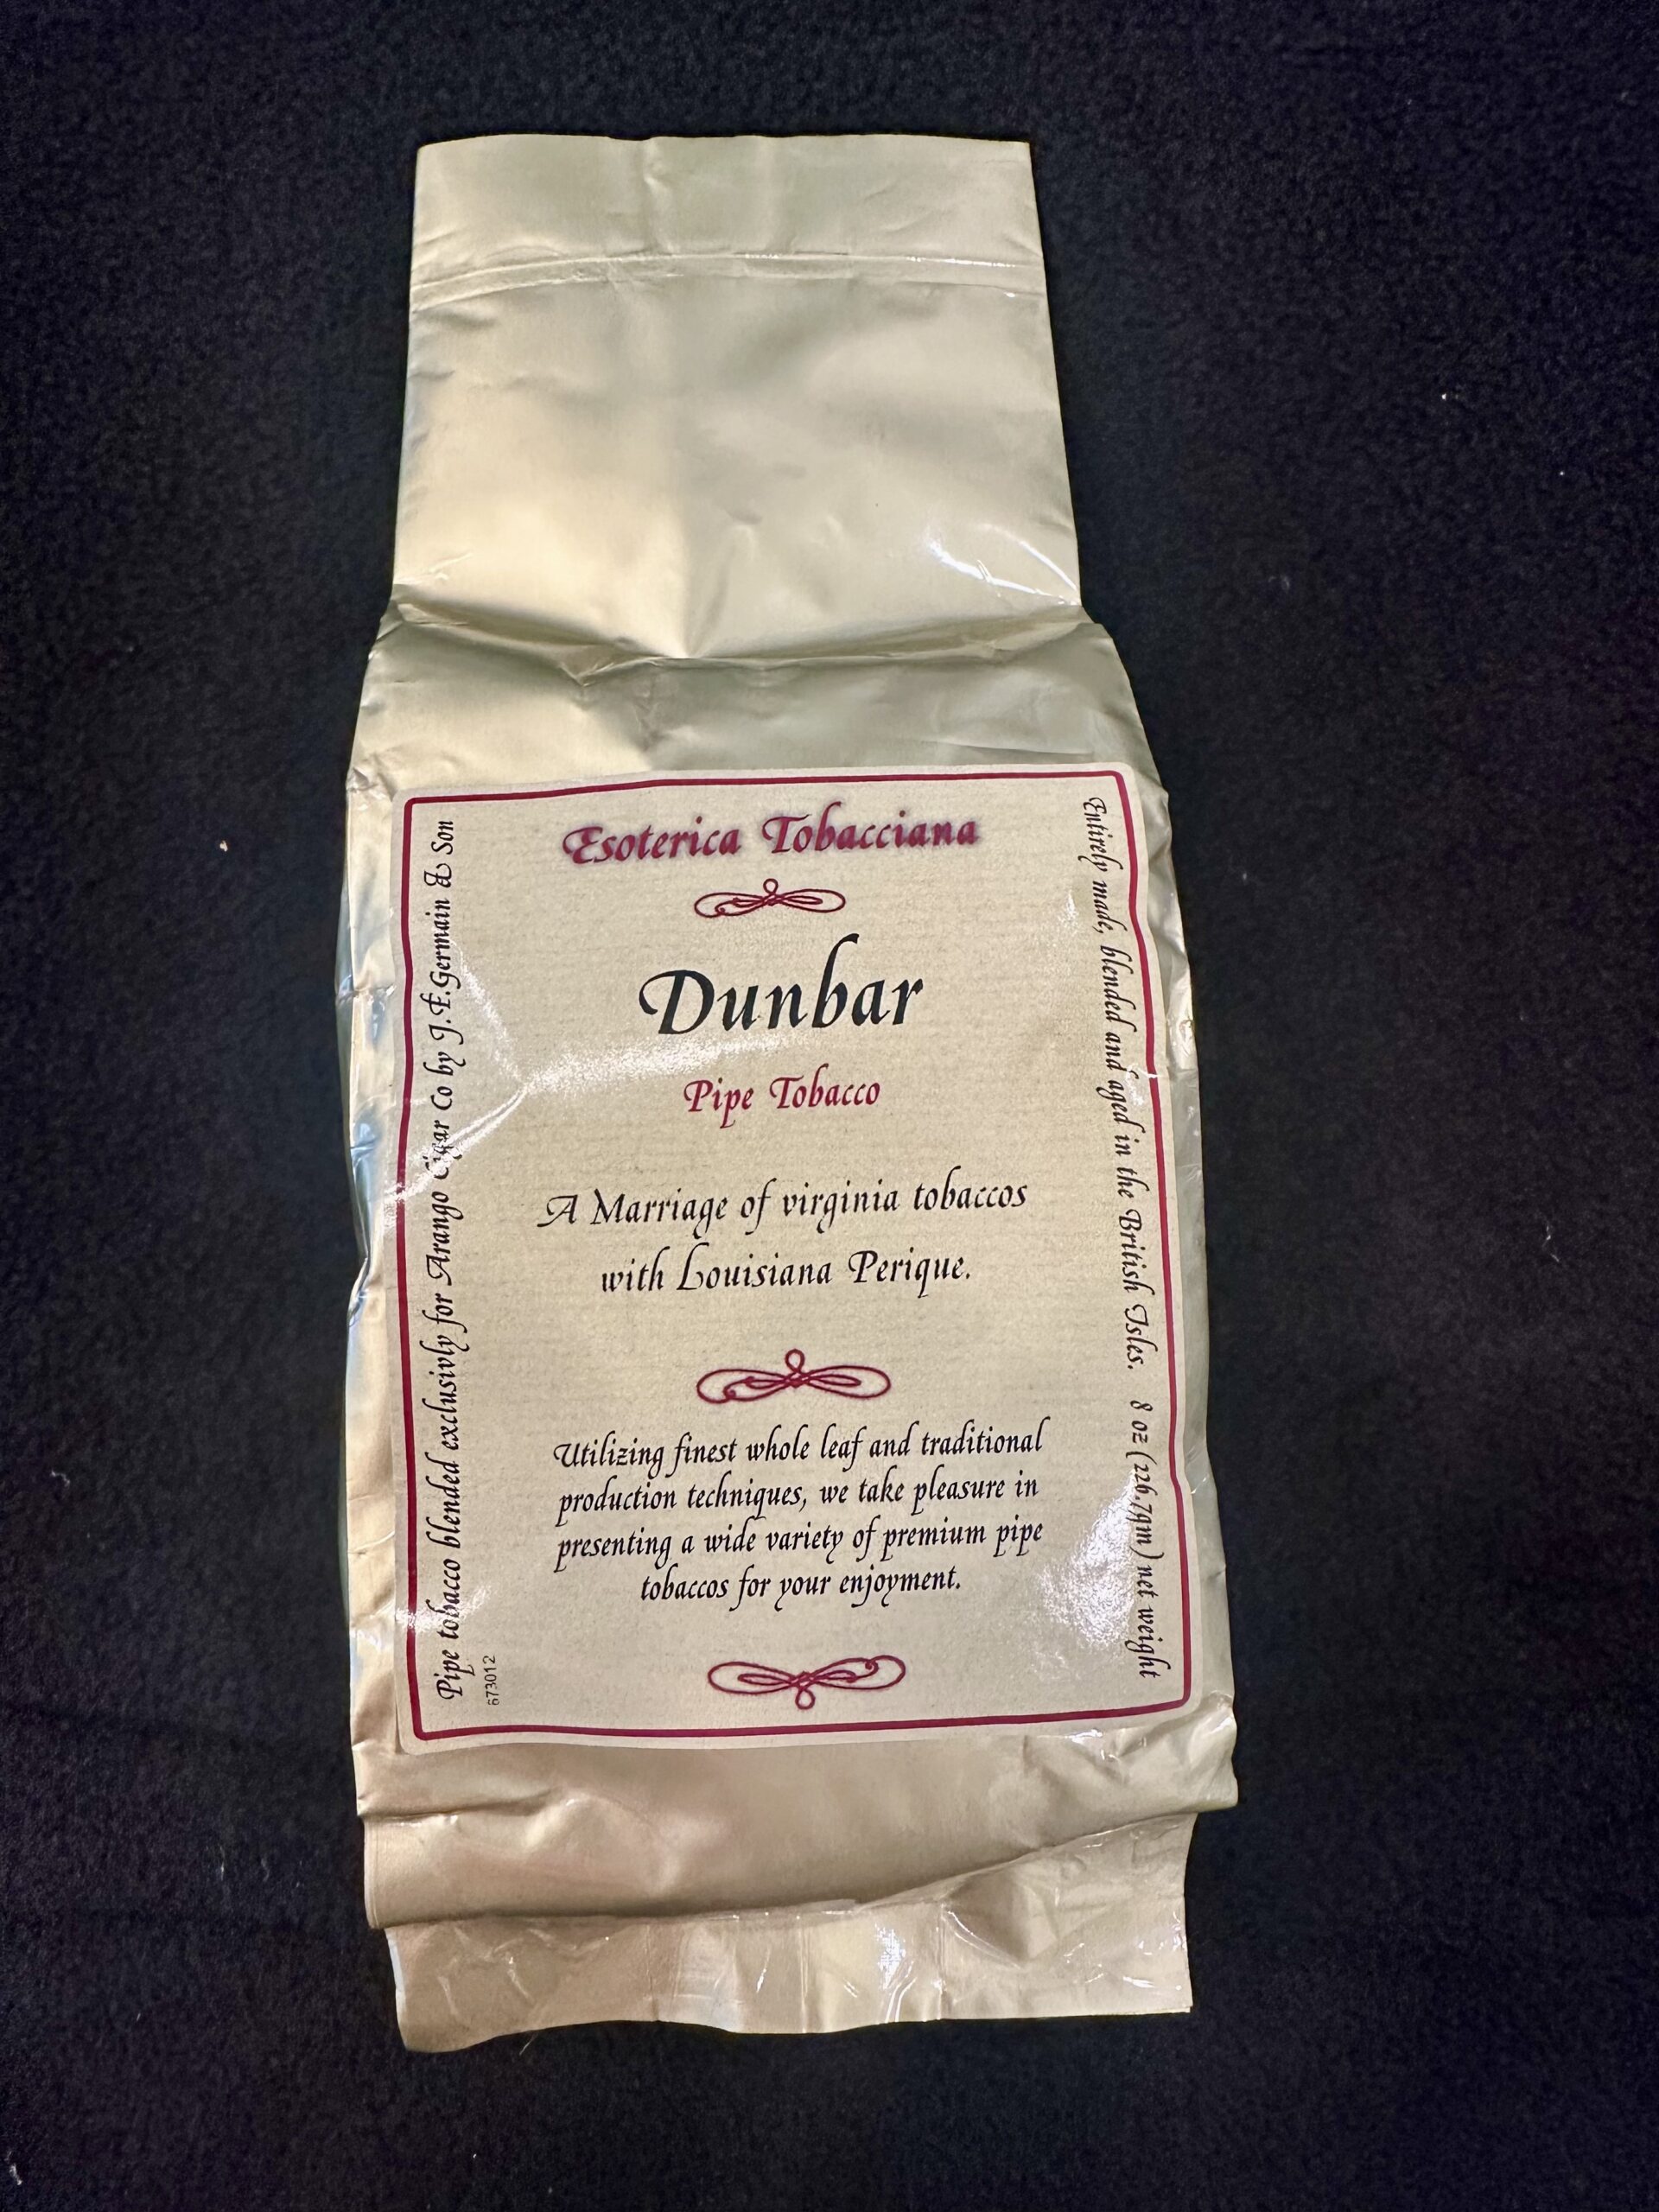 Esoterica Tobacciana
Dunbar
Pipe Tobacco
A Marriage of virginia tobaccos
with Louisiana Perique.
Utilizing finest whole leaf and traditional
production techniques, we take pleasure in
presenting a wide variety of premium pipe
tobaccos for your enjoyment.
Pipe tobacco blended exclusivly for Arango Cigar Co by J.F.Germain & Son
673012
Entirely made, blended and aged in the British Isles. 8 oz (226.7gm) net weight